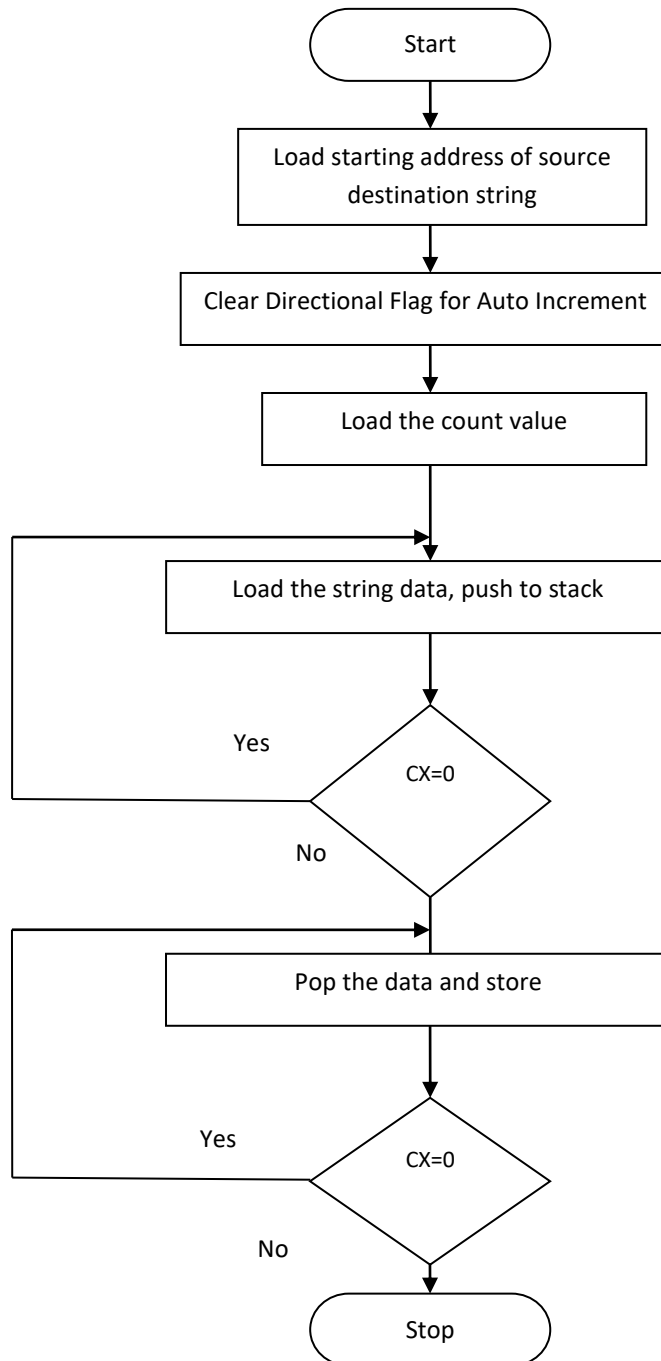 Start
Load starting address of source
destination string
Clear Directional Flag for Auto Increment
Load the count value
Load the string data, push to stack
Yes
CX=0
No
Pop the data and store
Yes
CX=0
No
Stop